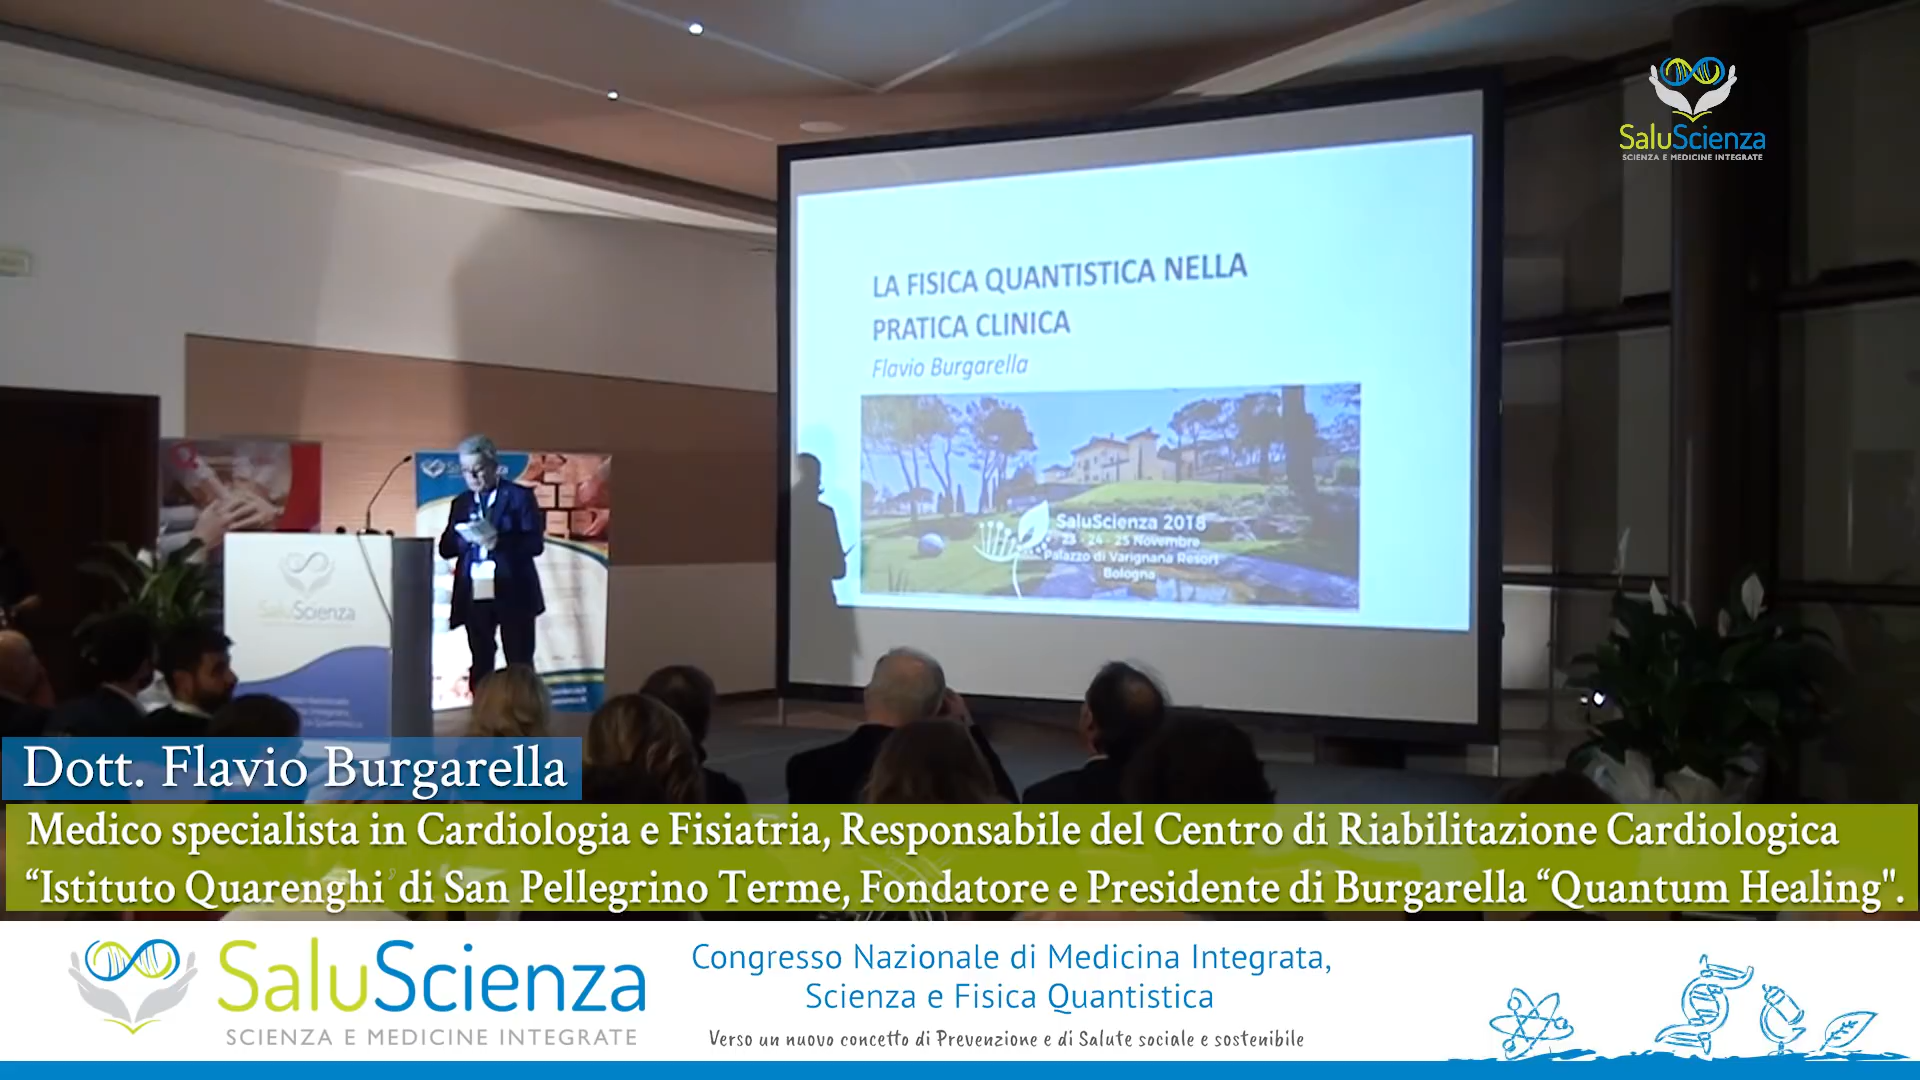 SaluScienza
SCIENZA E MEDICINE INTEGRATE
LA FISICA QUANTISTICA NELLA
PRATICA CLINICA
Flavio Burgarella
SaluScienza 2018
23 - 24 - 25 Novembre
Palazzo di Varignana Resort
Bologna
SaluScienza
Dott. Flavio Burgarella
Medico specialista in Cardiologia e Fisiatria, Responsabile del Centro di Riabilitazione Cardiologica
“Istituto Quarenghi’ di San Pellegrino Terme, Fondatore e Presidente di Burgarella “Quantum Healing".
SaluScienza
SCIENZA E MEDICINE INTEGRATE
Congresso Nazionale di Medicina Integrata,
Scienza e Fisica Quantistica
Verso un nuovo concetto di Prevenzione e di Salute sociale e sostenibile